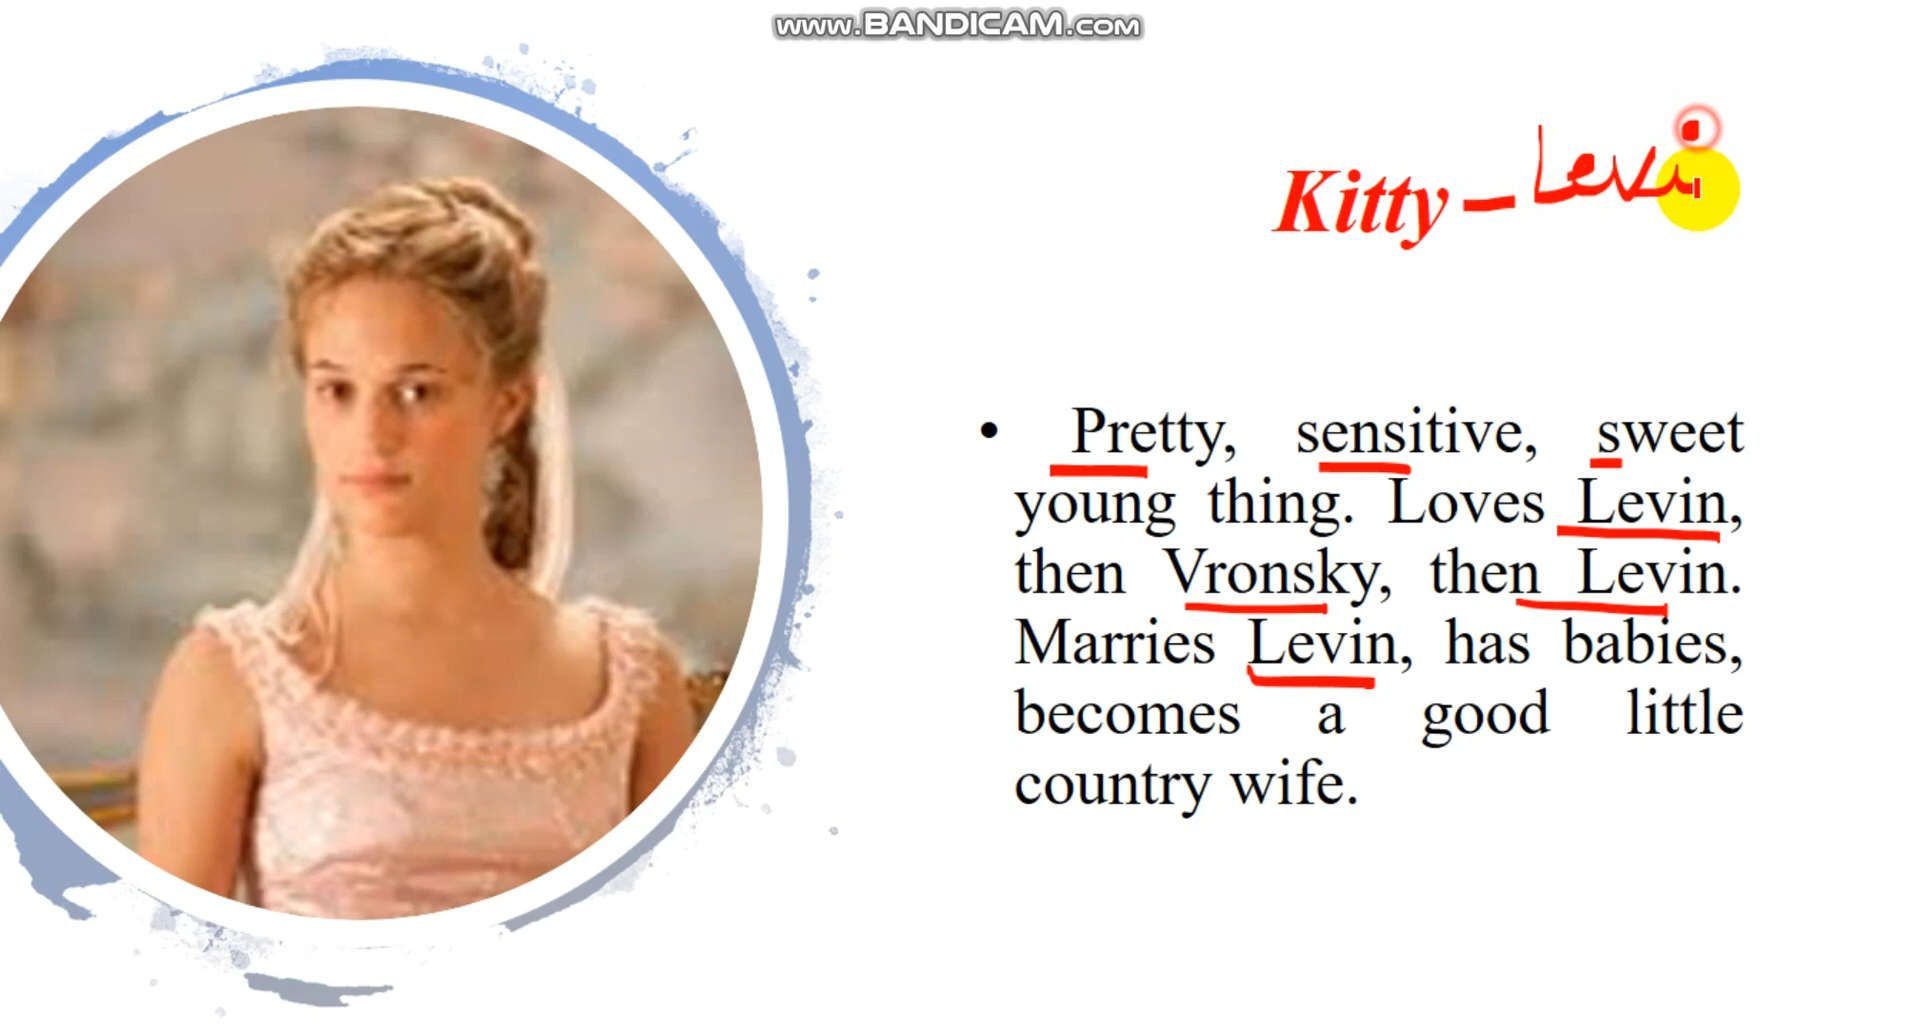 www.BANDICAM.com
Kitty – Levi
• Pretty, sensitive, sweet
young thing. Loves Levin,
then Vronsky, then Levin.
Marries Levin, has babies,
becomes a good little
country wife.